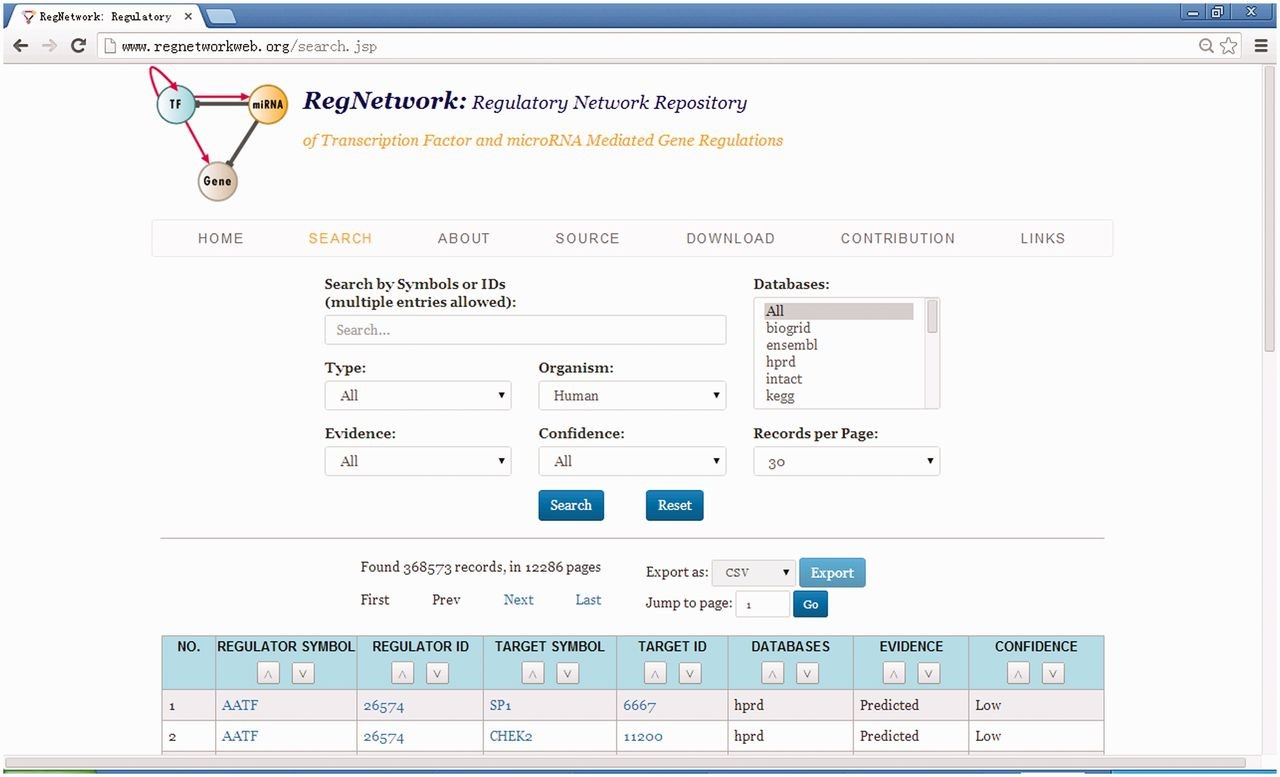 RegNetwork: Regulatory
www.regnetworkweb.org/search.jsp
TF
miRNA
Gene
RegNetwork: Regulatory Network Repository
of Transcription Factor and microRNA Mediated Gene Regulations
HOME SEARCH ABOUT SOURCE DOWNLOAD CONTRIBUTION LINKS
Search by Symbols or IDs
(multiple entries allowed):
Search...
Databases:
All
biogrid
ensembl
hprd
intact
kegg
Type: Organism:
All Human
Evidence: Confidence: Records per Page:
All All 30
Search Reset
Found 368573 records, in 12286 pages Export as: CSV Export
First Prev Next Last Jump to page: 1 Go
NO. REGULATOR SYMBOL REGULATOR ID TARGET SYMBOL TARGET ID DATABASES EVIDENCE CONFIDENCE
1 AATF 26574 SP1 6667 hprd Predicted Low
2 AATF 26574 CHEK2 11200 hprd Predicted Low